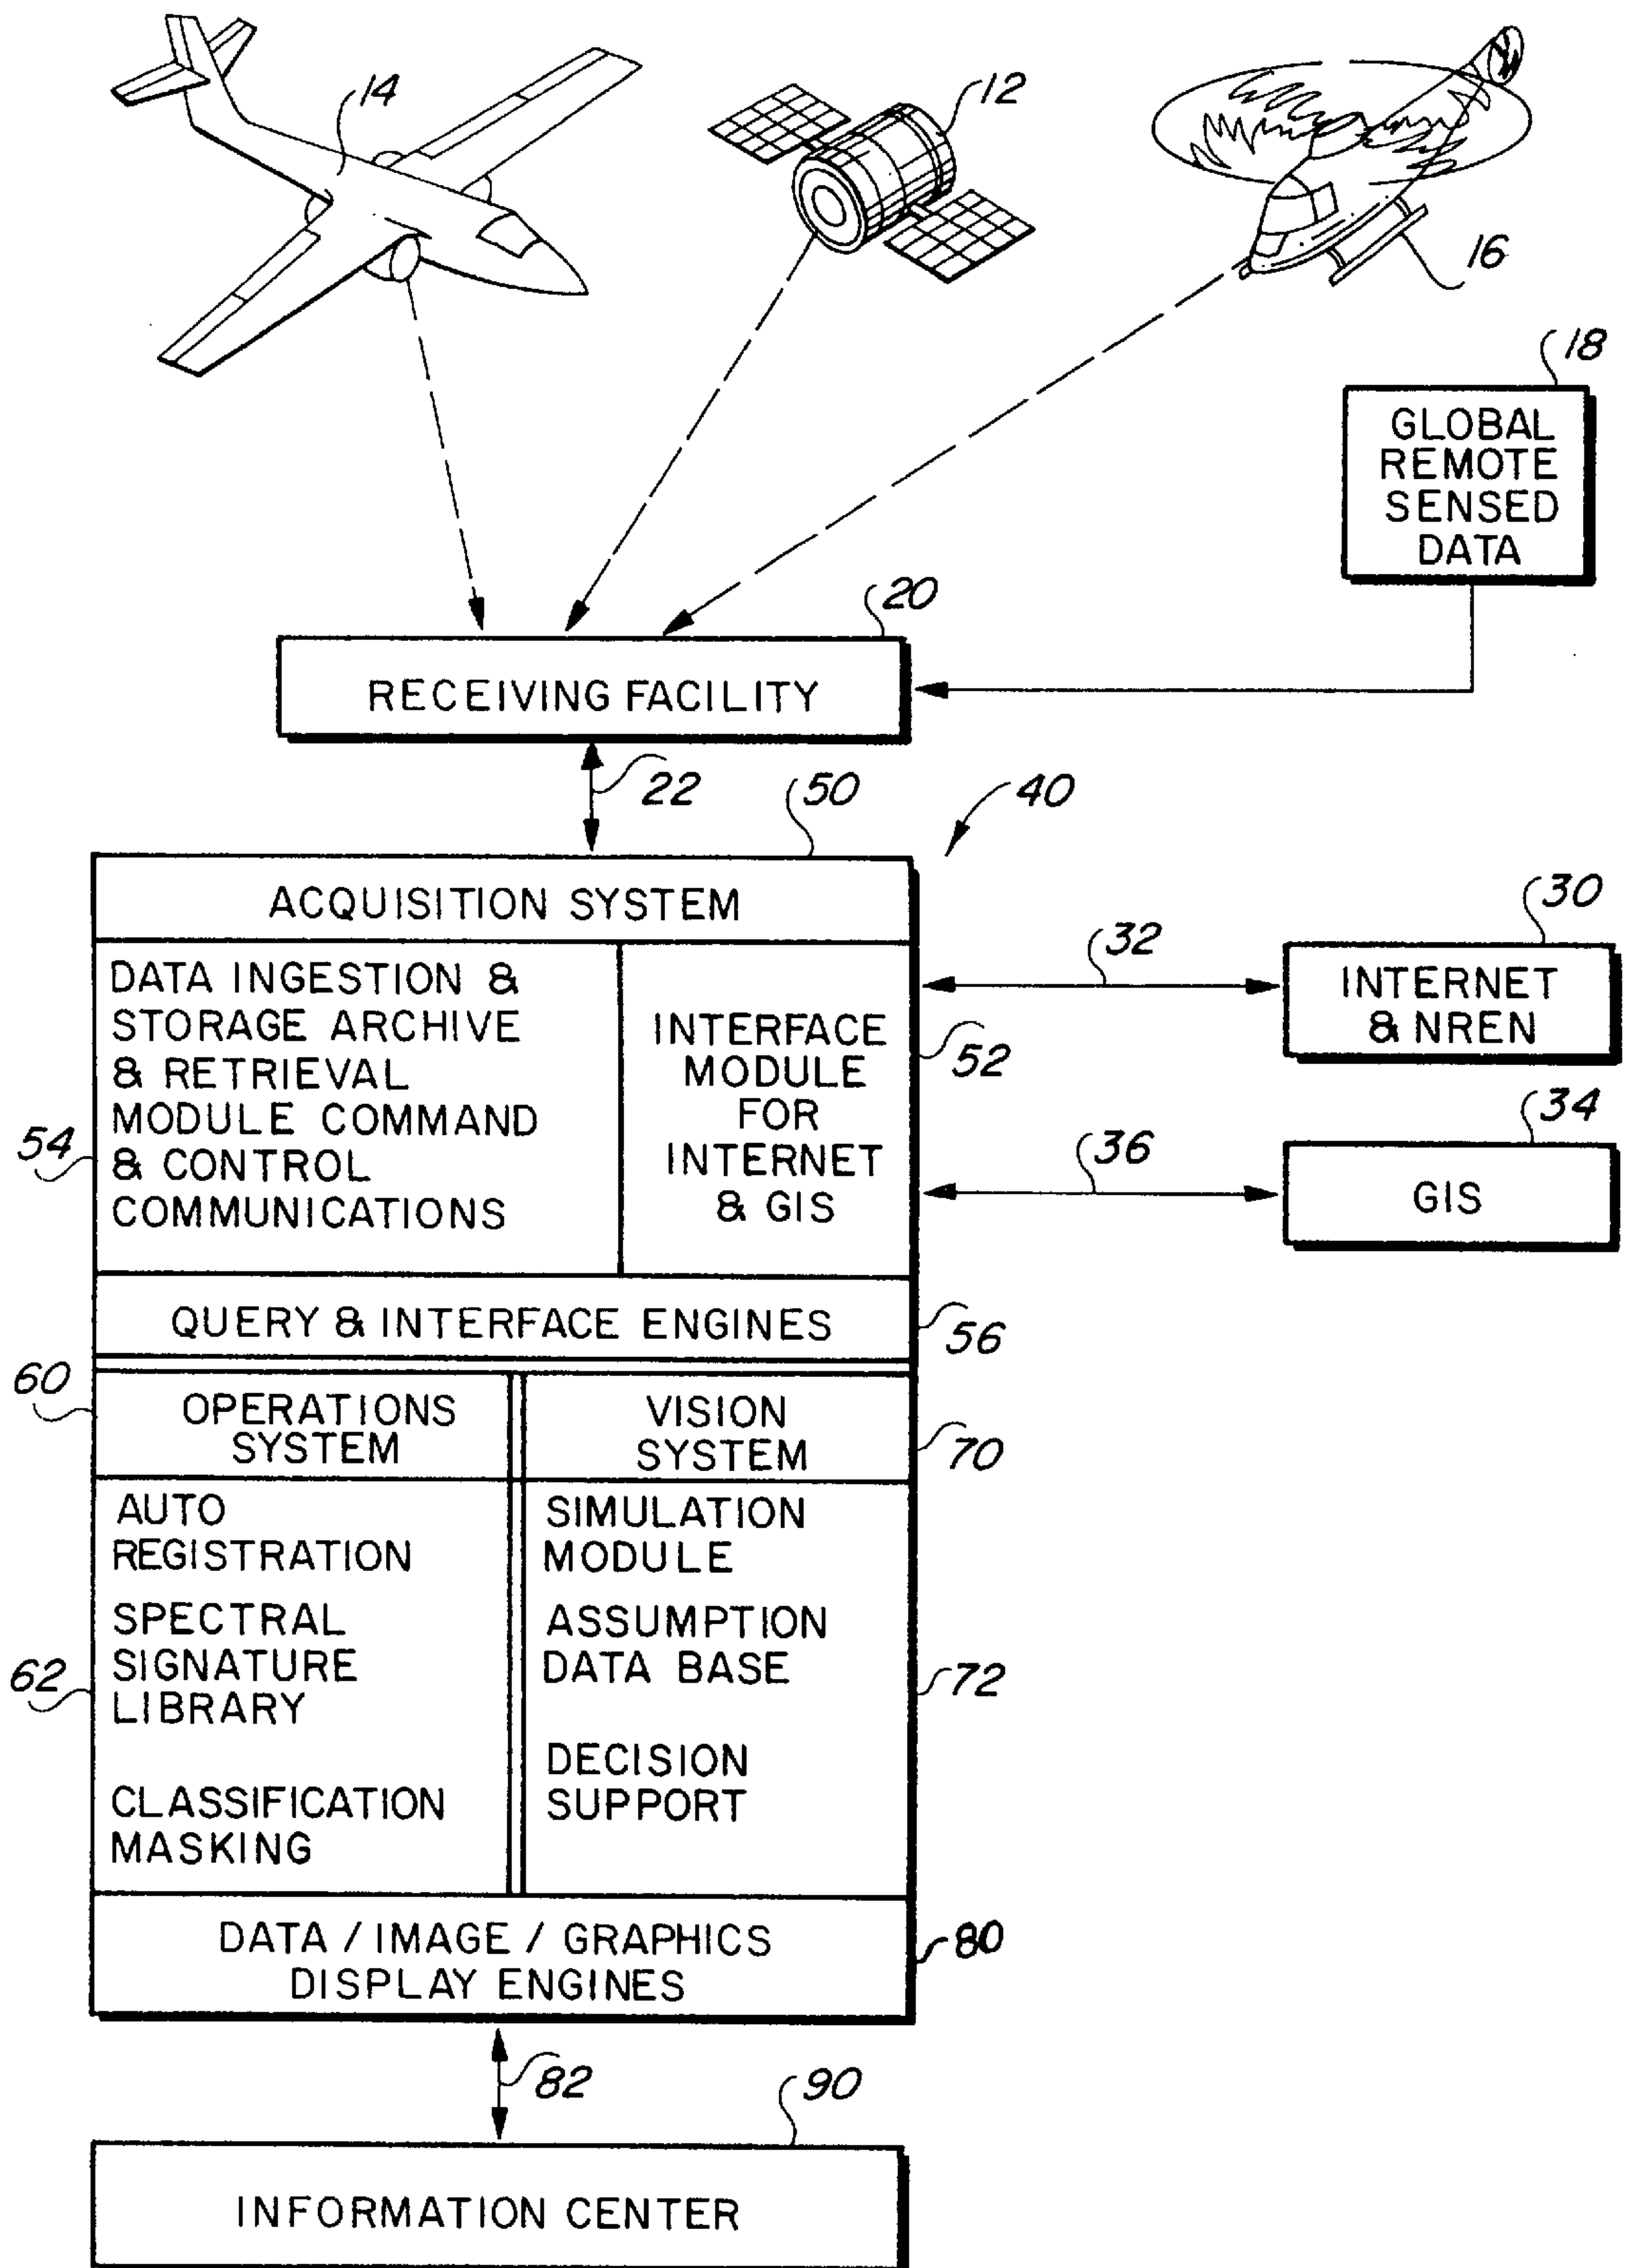 14
12
16
18
GLOBAL
REMOTE
SENSED
DATA
20
RECEIVING FACILITY
22
50
40
ACQUISITION SYSTEM
DATA INGESTION &
STORAGE ARCHIVE
& RETRIEVAL
MODULE COMMAND
& CONTROL
COMMUNICATIONS
54
INTERFACE
MODULE
FOR
INTERNET
& GIS
52
32
30
INTERNET
& NREN
36
34
GIS
QUERY & INTERFACE ENGINES
56
60
OPERATIONS
SYSTEM
VISION
SYSTEM
70
AUTO
REGISTRATION
SPECTRAL
SIGNATURE
LIBRARY
62
CLASSIFICATION
MASKING
SIMULATION
MODULE
ASSUMPTION
DATA BASE
72
DECISION
SUPPORT
DATA / IMAGE / GRAPHICS
DISPLAY ENGINES
80
82
90
INFORMATION CENTER